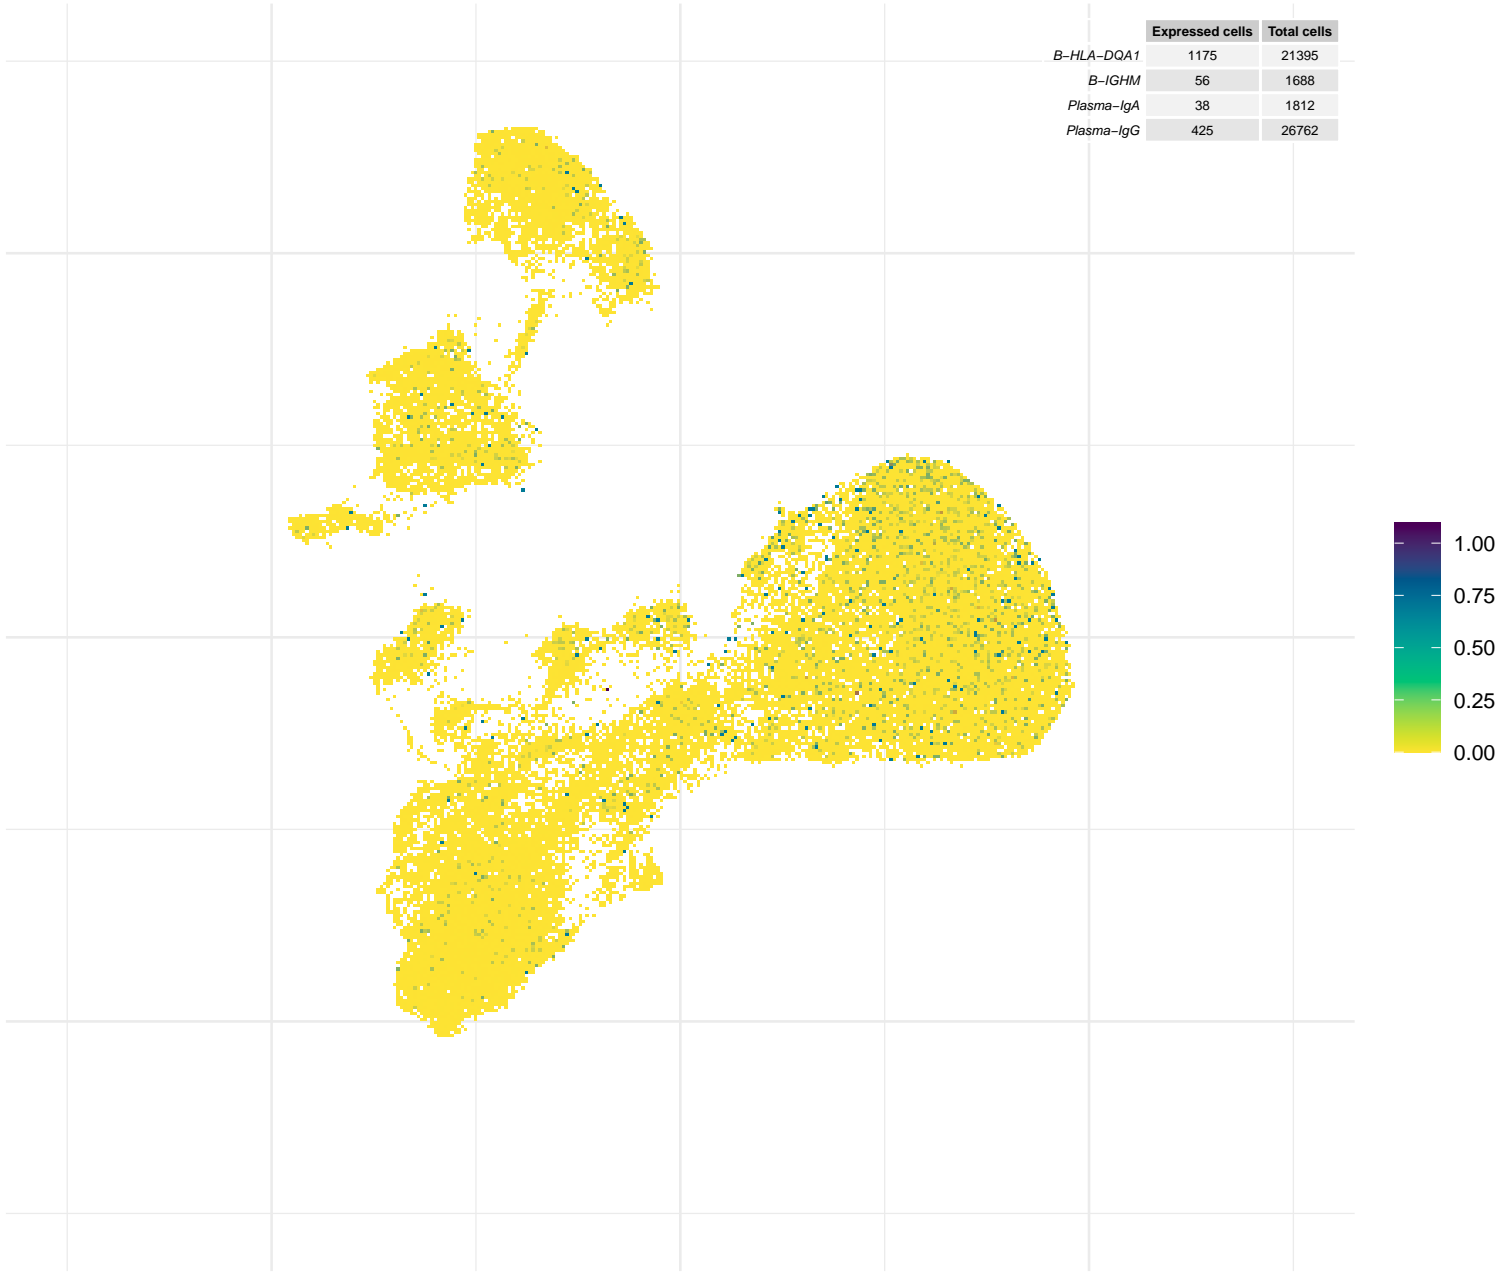 Expressed cells Total cells
B−HLA−DQA1 1175 21395
B−IGHM 56 1688
Plasma−IgA 38 1812
Plasma−IgG 425 26762
1.00
0.75
0.50
0.25
0.00